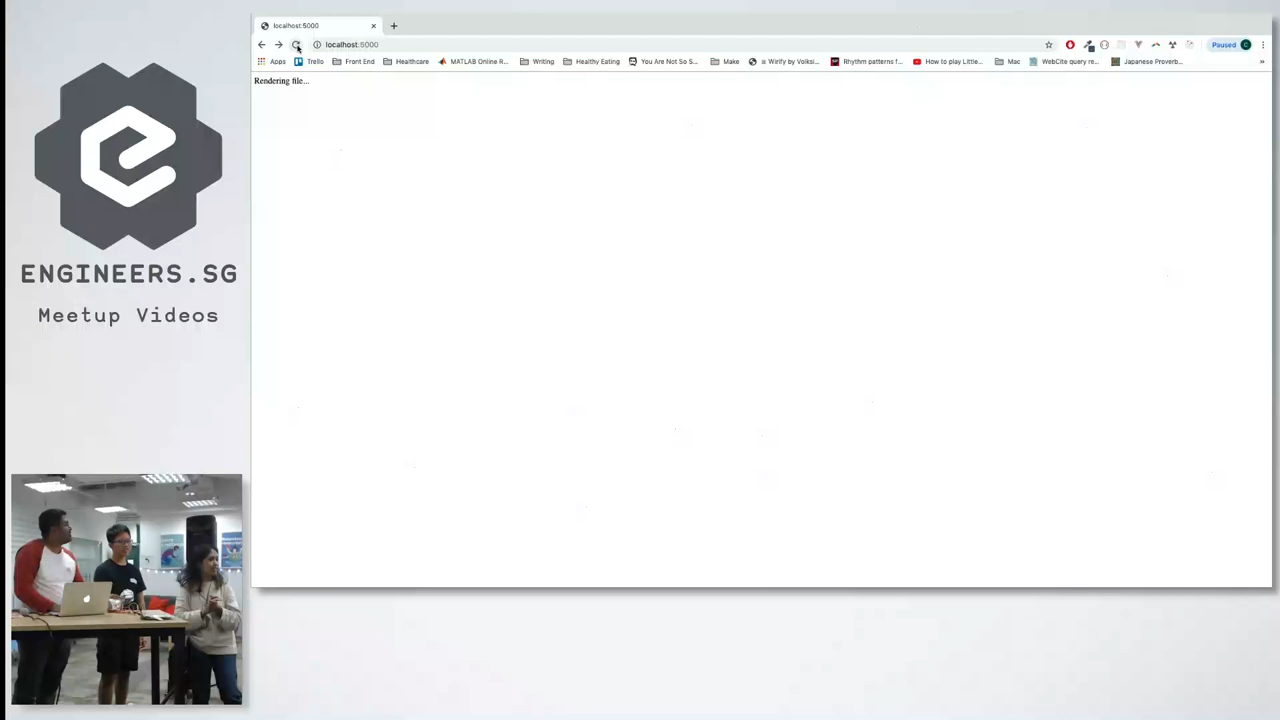 localhost:5000
localhost:5000
Paused
C
Apps
Trello
Front End
Healthcare
MATLAB Online R...
Writing
Healthy Eating
You Are Not So S...
Make
Wirify by Volksi...
Rhythm patterns f...
How to play Little...
Mac
WebCite query re...
Japanese Proverb...
»
Rendering file...
ENGINEERS.SG
Meetup Videos